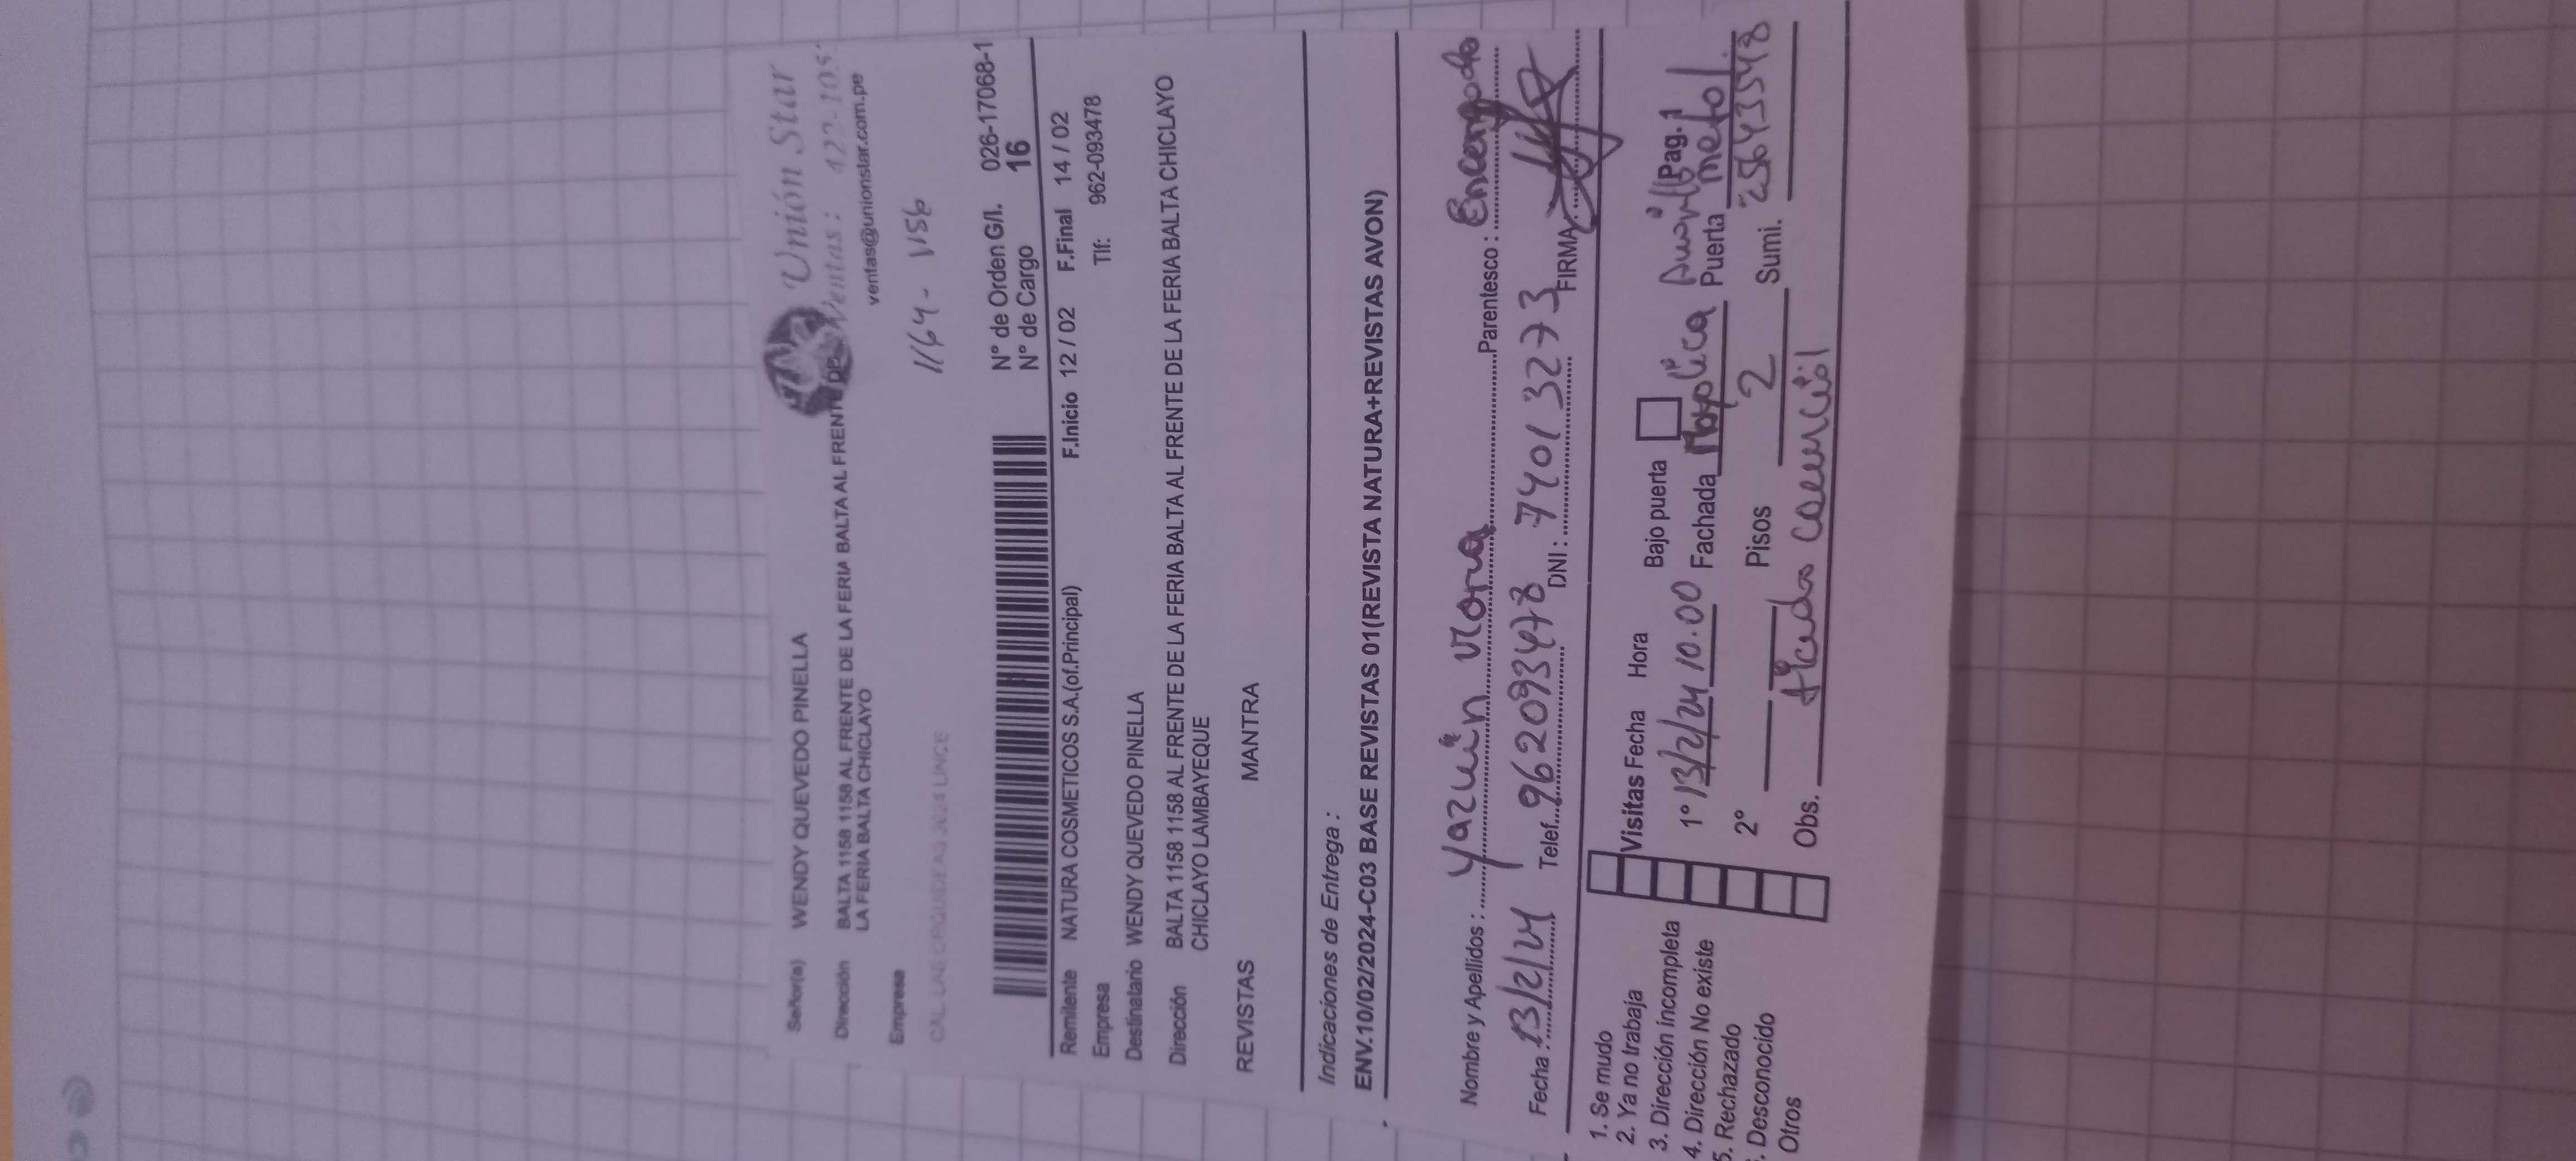 Unión Star
Ventas : 422-105
ventas@unionstar.com.pe
Señor(a) WENDY QUEVEDO PINELLA
Dirección BALTA 1158 1158 AL FRENTE DE LA FERIA BALTA AL FRENTE DE
LA FERIA BALTA CHICLAYO
Empresa
1164 - 1156
N° de Orden G/I. 026-17068-1
N° de Cargo 16
Remitente NATURA COSMETICOS S.A.(of.Principal) F.Inicio 12 / 02 F.Final 14 / 02
Empresa Tlf: 962-093478
Destinatario WENDY QUEVEDO PINELLA
Dirección BALTA 1158 1158 AL FRENTE DE LA FERIA BALTA AL FRENTE DE LA FERIA BALTA CHICLAYO
CHICLAYO LAMBAYEQUE
REVISTAS MANTRA
Indicaciones de Entrega :
ENV.10/02/2024-C03 BASE REVISTAS 01(REVISTA NATURA+REVISTAS AVON)
Nombre y Apellidos : Parentesco : Encargado
Fecha : 13/2/24 Telef. 962093478 DNI : 74013273 FIRMA :
1. Se mudo
2. Ya no trabaja Visitas Fecha Hora Bajo puerta Pag. 1
3. Dirección incompleta 1° 13/2/24 10.00 Fachada Mayolica Puerta metal
4. Dirección No existe
5. Rechazado 2° Pisos 2 Sumi. 25643548
. Desconocido
Otros Obs.